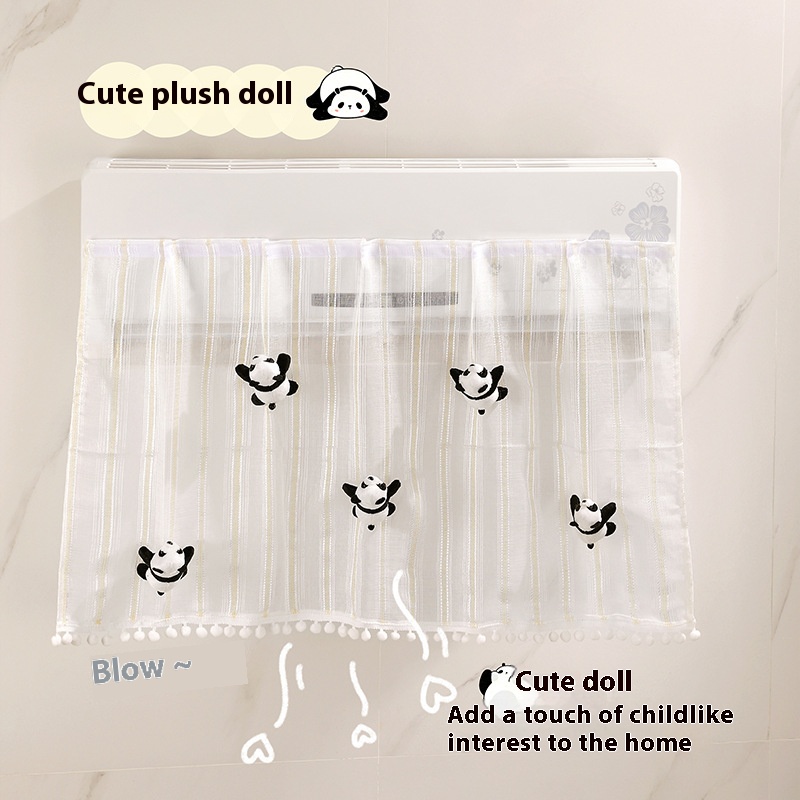 Cute plush doll
Blow ~
Cute doll
Add a touch of childlike
interest to the home